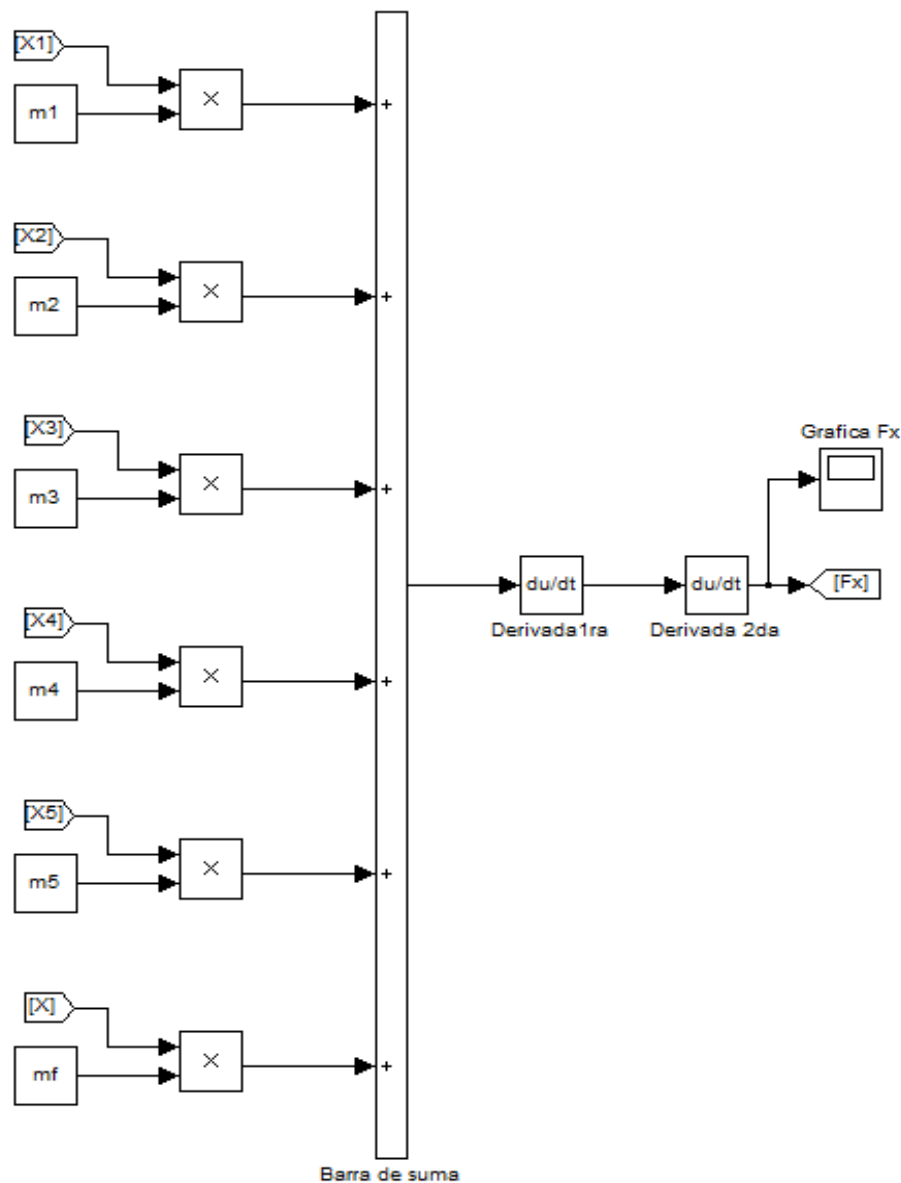 [X1]
m1
×
+
[X2]
m2
×
+
[X3]
m3
×
+
Grafica Fx
du/dt
du/dt
[Fx]
Derivada1ra
Derivada 2da
[X4]
m4
×
+
[X5]
m5
×
+
[X]
mf
×
+
Barra de suma